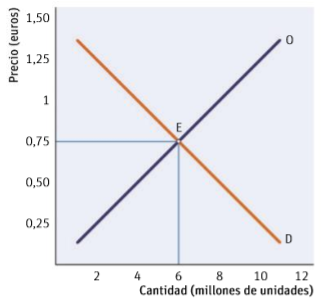 Precio (euros)
1,50
1,25
1
0,75
0,50
0,25
O
E
D
2 4 6 8 10 12
Cantidad (millones de unidades)